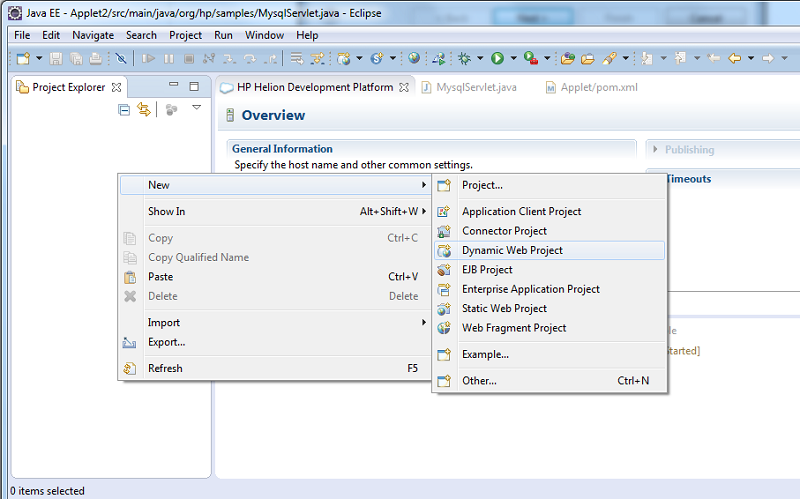 Java EE - Applet2/src/main/java/org/hp/samples/MysqlServlet.java - Eclipse
File Edit Navigate Search Project Run Window Help
Project Explorer
HP Helion Development Platform
MysqlServlet.java
Applet/pom.xml
Overview
General Information
Publishing
Specify the host name and other common settings.
Timeouts
New
Show In Alt+Shift+W
Copy Ctrl+C
Copy Qualified Name
Paste Ctrl+V
Delete Delete
Import
Export...
Refresh F5
Project...
Application Client Project
Connector Project
Dynamic Web Project
EJB Project
Enterprise Application Project
Static Web Project
Web Fragment Project
Example...
Other... Ctrl+N
Started]
0 items selected